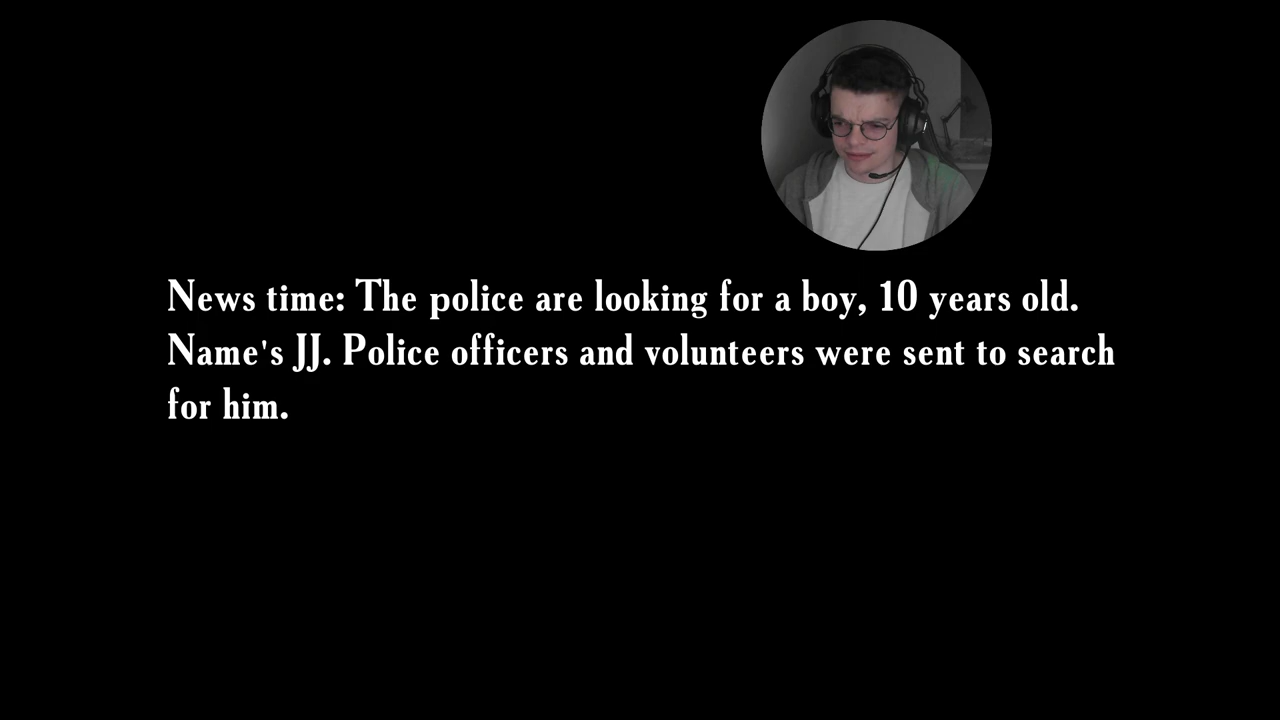 News time: The police are looking for a boy, 10 years old.
Name's JJ. Police officers and volunteers were sent to search
for him.